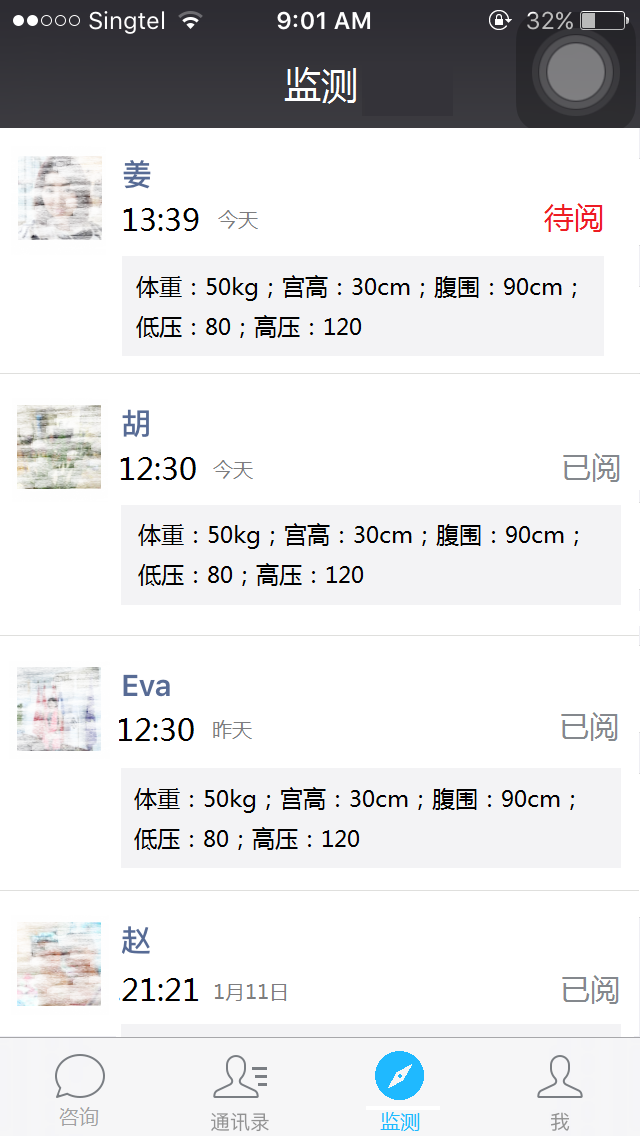 Singtel 9:01 AM 32%
监测
姜
13:39 今天 待阅
体重：50kg；宫高：30cm；腹围：90cm；
低压：80；高压：120
胡
12:30 今天 已阅
体重：50kg；宫高：30cm；腹围：90cm；
低压：80；高压：120
Eva
12:30 昨天 已阅
体重：50kg；宫高：30cm；腹围：90cm；
低压：80；高压：120
赵
21:21 1月11日 已阅
咨询 通讯录 监测 我